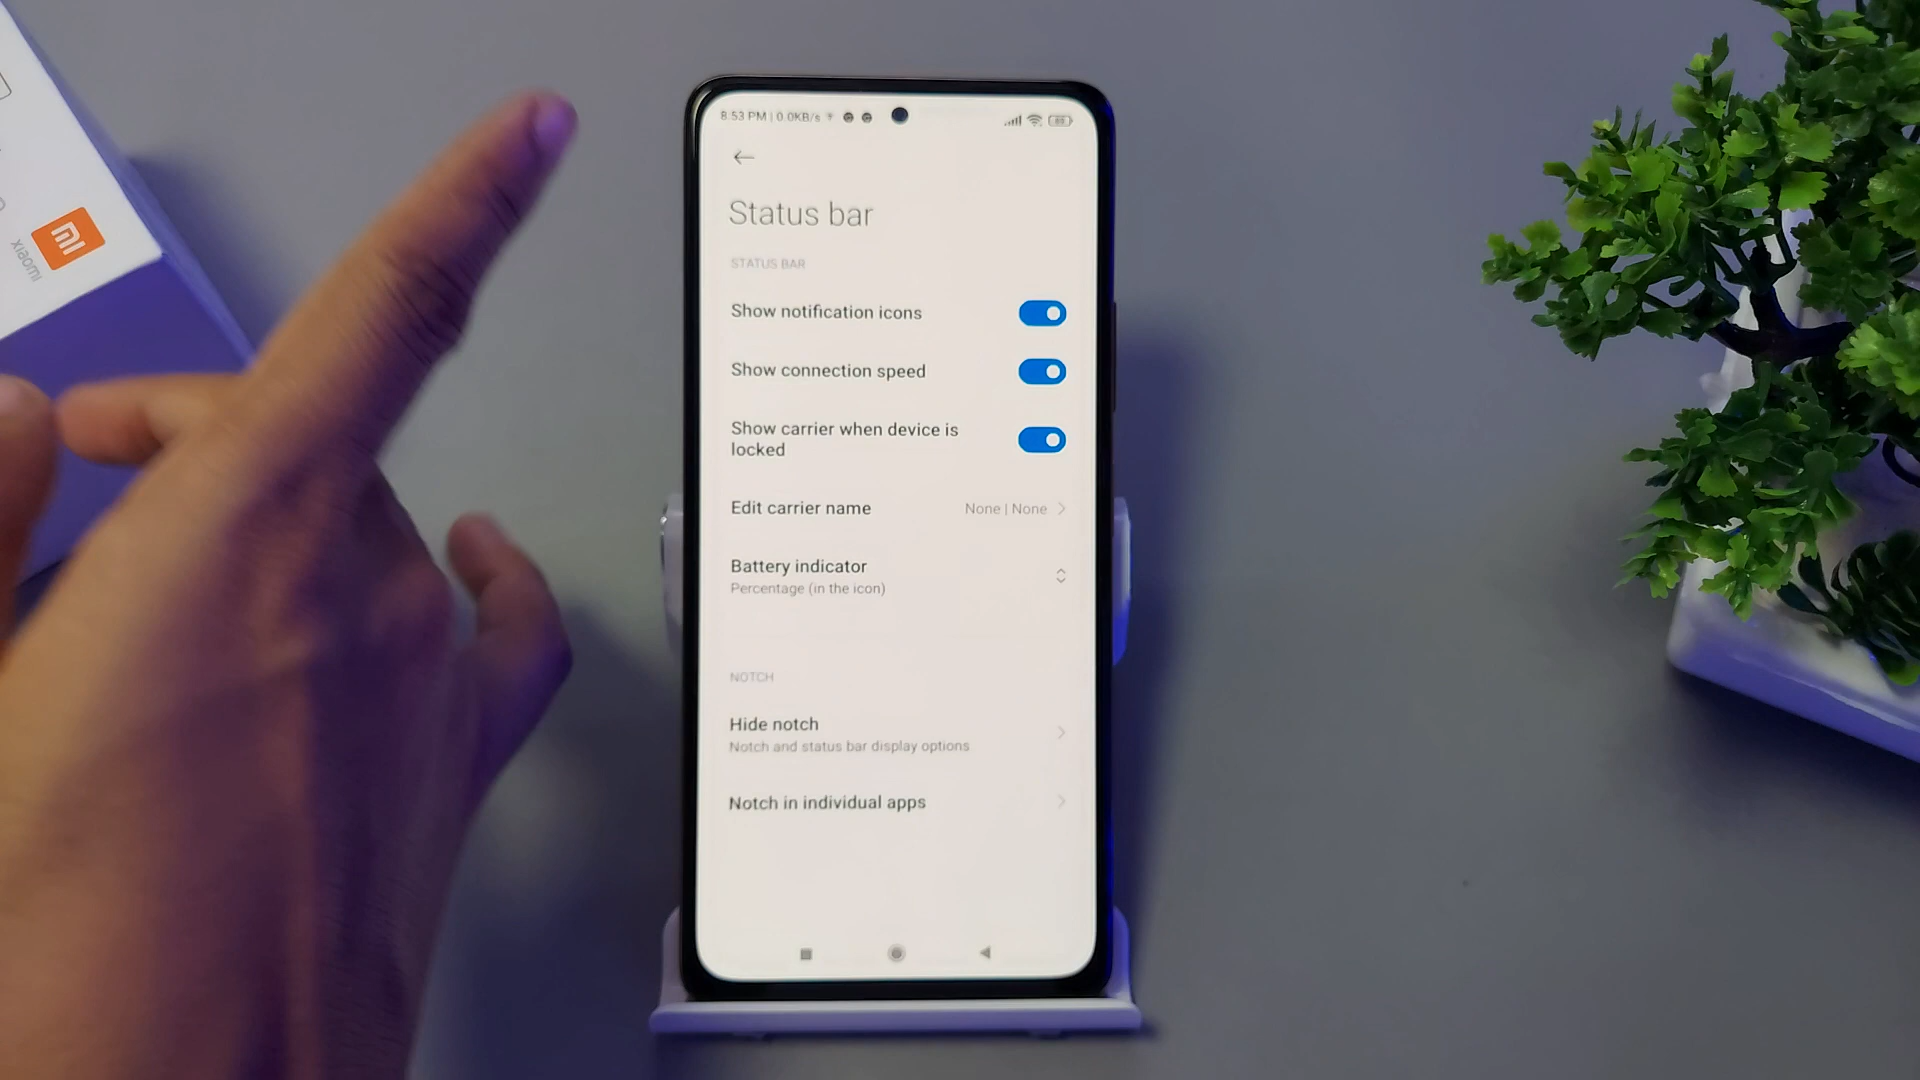 xiaomi
8:53 PM | 0.0KB/s
Status bar
STATUS BAR
Show notification icons
Show connection speed
Show carrier when device is
locked
Edit carrier name None | None
Battery indicator
Percentage (in the icon)
NOTCH
Hide notch
Notch and status bar display options
Notch in individual apps